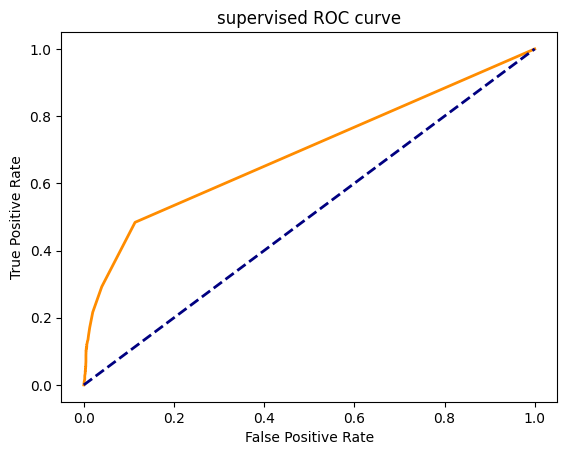 supervised ROC curve
1.0
0.8
0.6
0.4
0.2
0.0
True Positive Rate
0.0 0.2 0.4 0.6 0.8 1.0
False Positive Rate